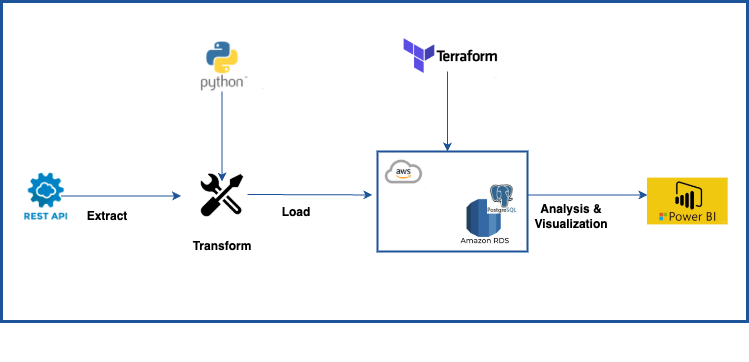 python
Terraform
aws
REST API
Extract
Transform
Load
PostgreSQL
Amazon RDS
Analysis &
Visualization
Power BI